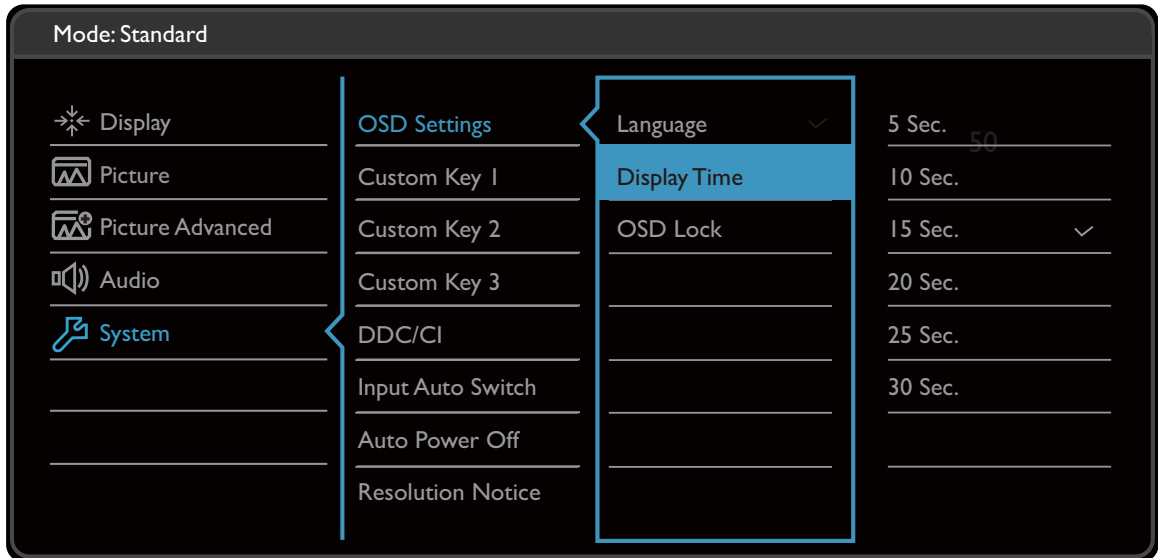 Mode: Standard
Display
Picture
Picture Advanced
Audio
System
OSD Settings
Custom Key 1
Custom Key 2
Custom Key 3
DDC/CI
Input Auto Switch
Auto Power Off
Resolution Notice
Language
Display Time
OSD Lock
5 Sec.
50
10 Sec.
15 Sec.
20 Sec.
25 Sec.
30 Sec.